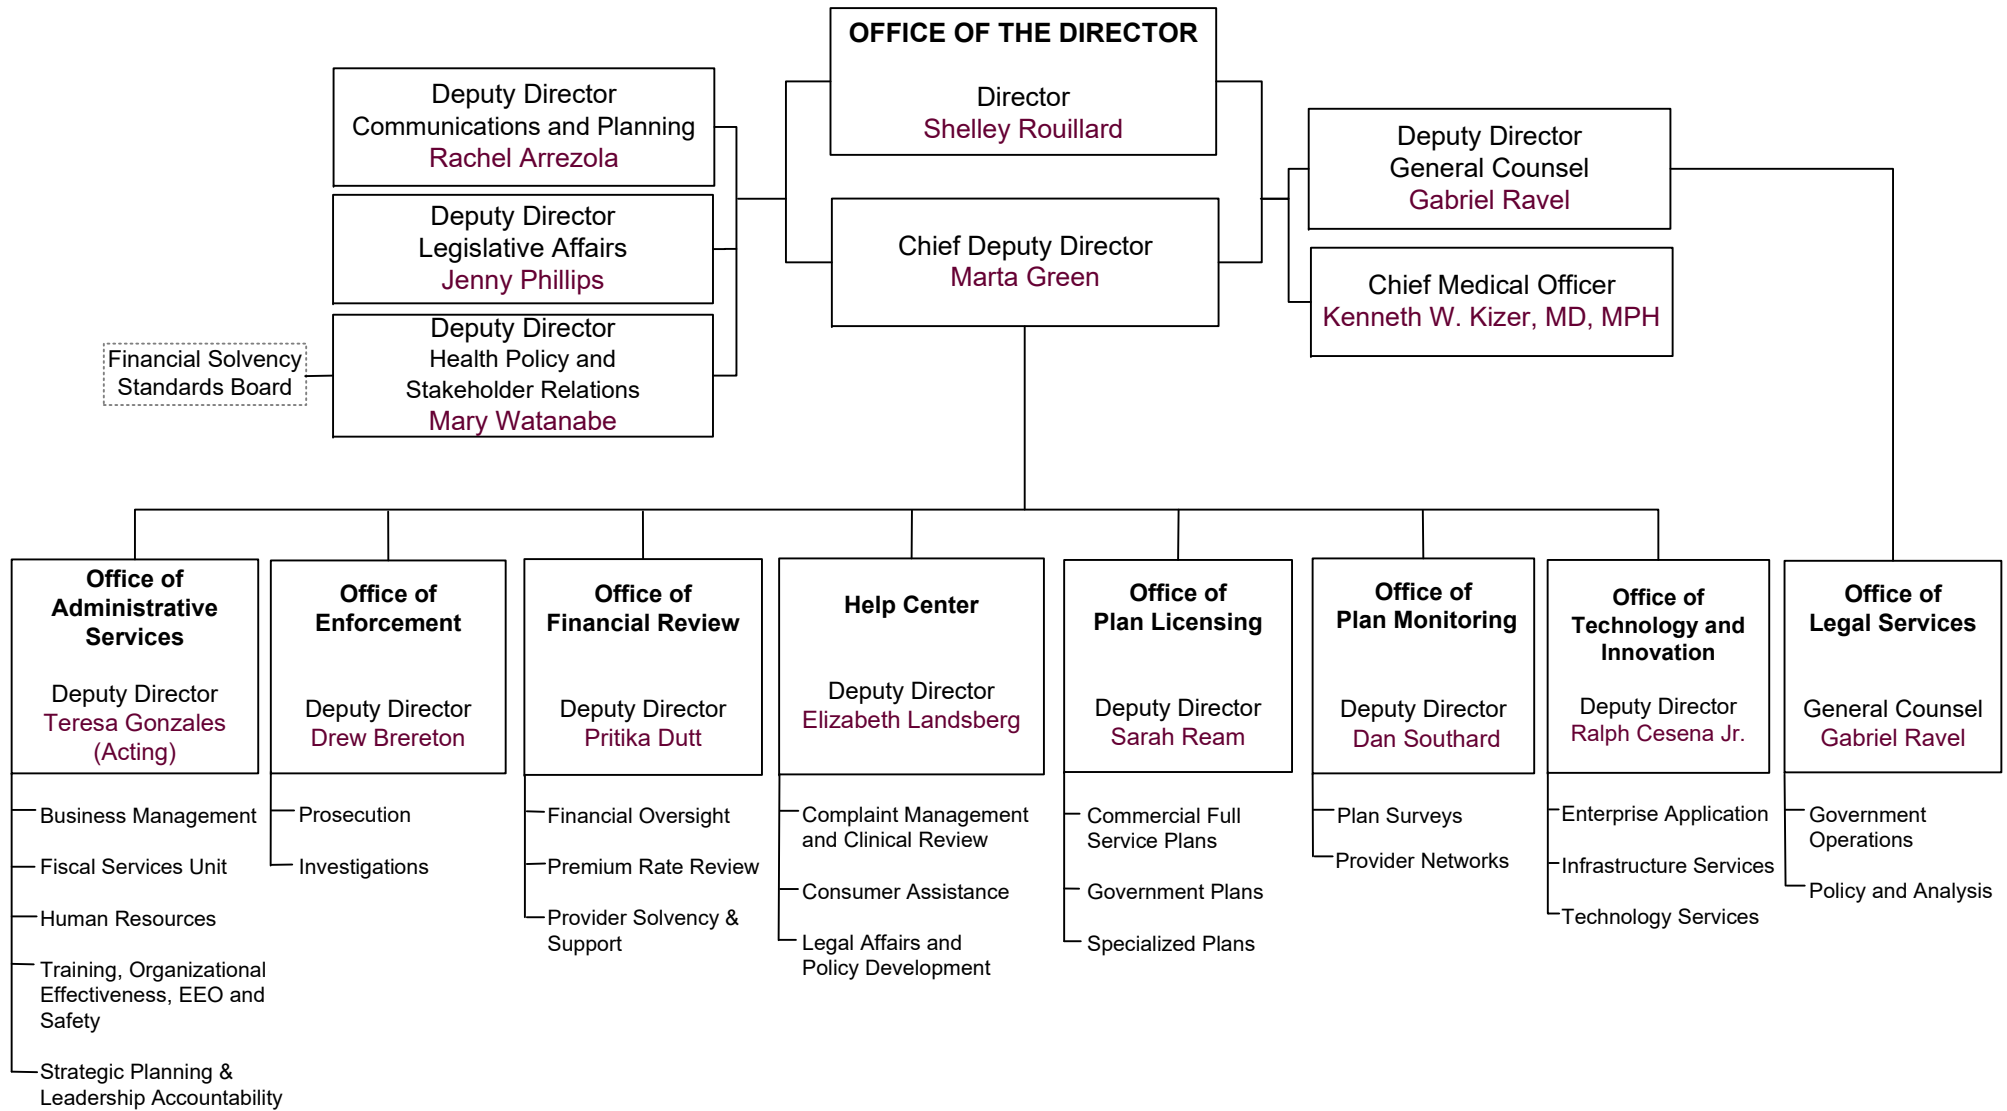 OFFICE OF THE DIRECTOR
Director
Shelley Rouillard
Deputy Director
Communications and Planning
Rachel Arrezola
Deputy Director
Legislative Affairs
Jenny Phillips
Deputy Director
Health Policy and
Stakeholder Relations
Mary Watanabe
Financial Solvency
Standards Board
Chief Deputy Director
Marta Green
Deputy Director
General Counsel
Gabriel Ravel
Chief Medical Officer
Kenneth W. Kizer, MD, MPH
Office of
Administrative
Services
Deputy Director
Teresa Gonzales
(Acting)
Business Management
Fiscal Services Unit
Human Resources
Training, Organizational
Effectiveness, EEO and
Safety
Strategic Planning &
Leadership Accountability
Office of
Enforcement
Deputy Director
Drew Brereton
Prosecution
Investigations
Office of
Financial Review
Deputy Director
Pritika Dutt
Financial Oversight
Premium Rate Review
Provider Solvency &
Support
Help Center
Deputy Director
Elizabeth Landsberg
Complaint Management
and Clinical Review
Consumer Assistance
Legal Affairs and
Policy Development
Office of
Plan Licensing
Deputy Director
Sarah Ream
Commercial Full
Service Plans
Government Plans
Specialized Plans
Office of
Plan Monitoring
Deputy Director
Dan Southard
Plan Surveys
Provider Networks
Office of
Technology and
Innovation
Deputy Director
Ralph Cesena Jr.
Enterprise Application
Infrastructure Services
Technology Services
Office of
Legal Services
General Counsel
Gabriel Ravel
Government
Operations
Policy and Analysis